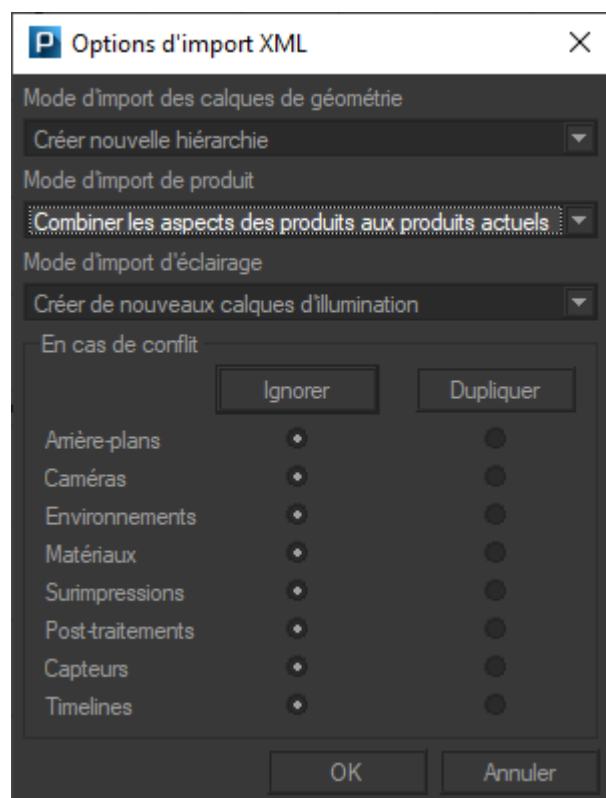 Options d'import XML
Mode d'import des calques de géométrie
Créer nouvelle hiérarchie
Mode d'import de produit
Combiner les aspects des produits aux produits actuels
Mode d'import d'éclairage
Créer de nouveaux calques d'illumination
En cas de conflit
Ignorer Dupliquer
Arrière-plans
Caméras
Environnements
Matériaux
Surimpressions
Post-traitements
Capteurs
Timelines
OK Annuler